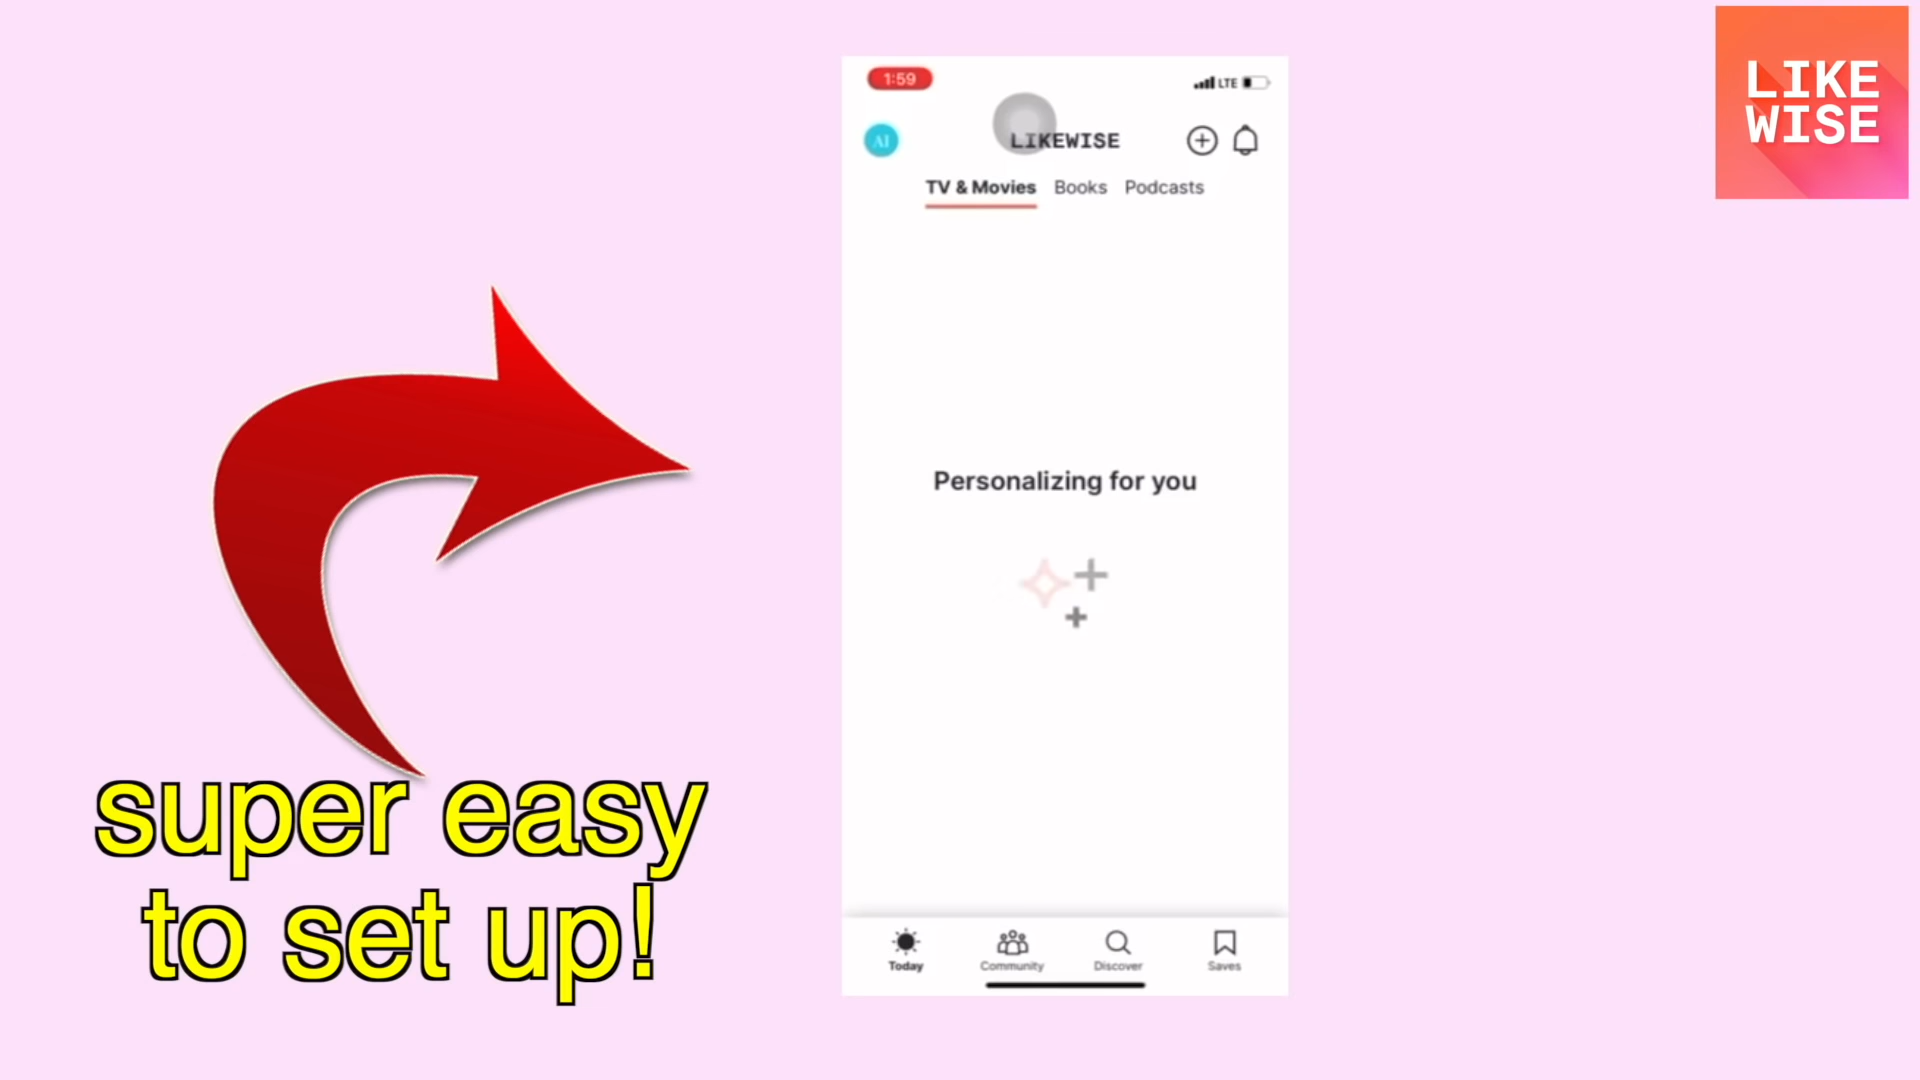 LIKE
WISE
1:59
LTE
AI
LIKEWISE
TV & Movies Books Podcasts
Personalizing for you
super easy
to set up!
Today Community Discover Saves